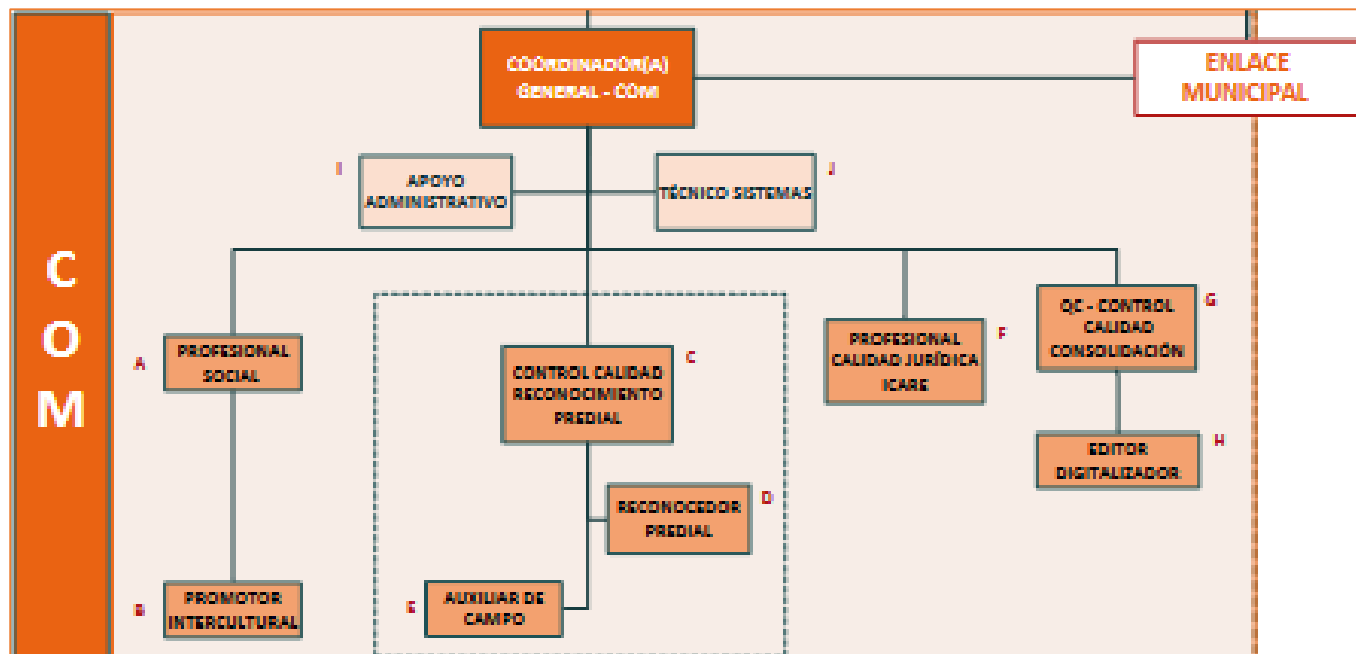 COORDINADOR(A)
GENERAL - COM
ENLACE
MUNICIPAL
I
APOYO
ADMINISTRATIVO
TÉCNICO SISTEMAS
J
C
O
M
A
PROFESIONAL
SOCIAL
CONTROL CALIDAD
RECONOCIMIENTO
PREDIAL
C
PROFESIONAL
CALIDAD JURÍDICA
ICARE
F
QC - CONTROL
CALIDAD
CONSOLIDACIÓN
G
EDITOR
DIGITALIZADOR
H
RECONOCEDOR
PREDIAL
D
B
PROMOTOR
INTERCULTURAL
E
AUXILIAR DE
CAMPO